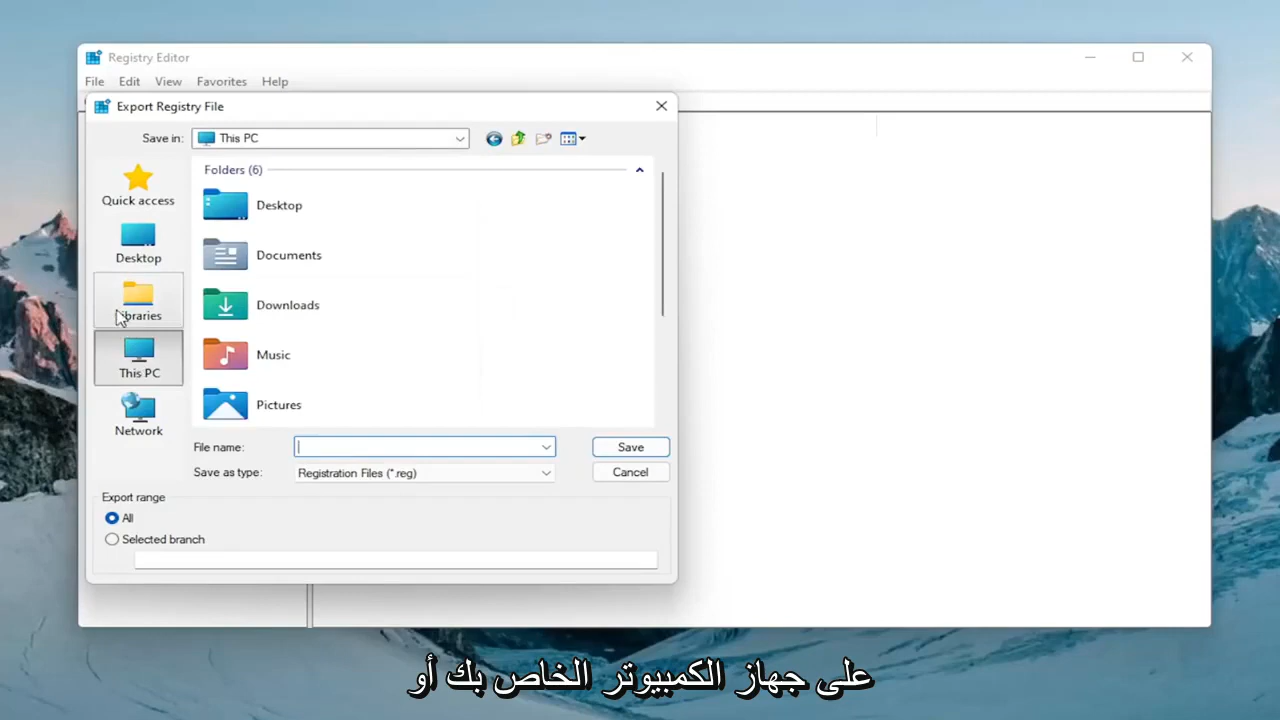 Registry Editor
File Edit View Favorites Help
Export Registry File
Save in: This PC
Folders (6)
Quick access
Desktop
Desktop
Documents
Libraries
Downloads
This PC
Music
Network
Pictures
File name: Save
Save as type: Registration Files (*.reg) Cancel
Export range
All
Selected branch
على جهاز الكمبيوتر الخاص بك أو